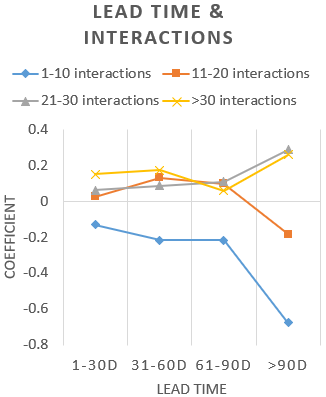 LEAD TIME &
INTERACTIONS
1-10 interactions 11-20 interactions
21-30 interactions >30 interactions
0.4
0.2
0
-0.2
-0.4
-0.6
-0.8
COEFFICIENT
1-30D 31-60D 61-90D >90D
LEAD TIME